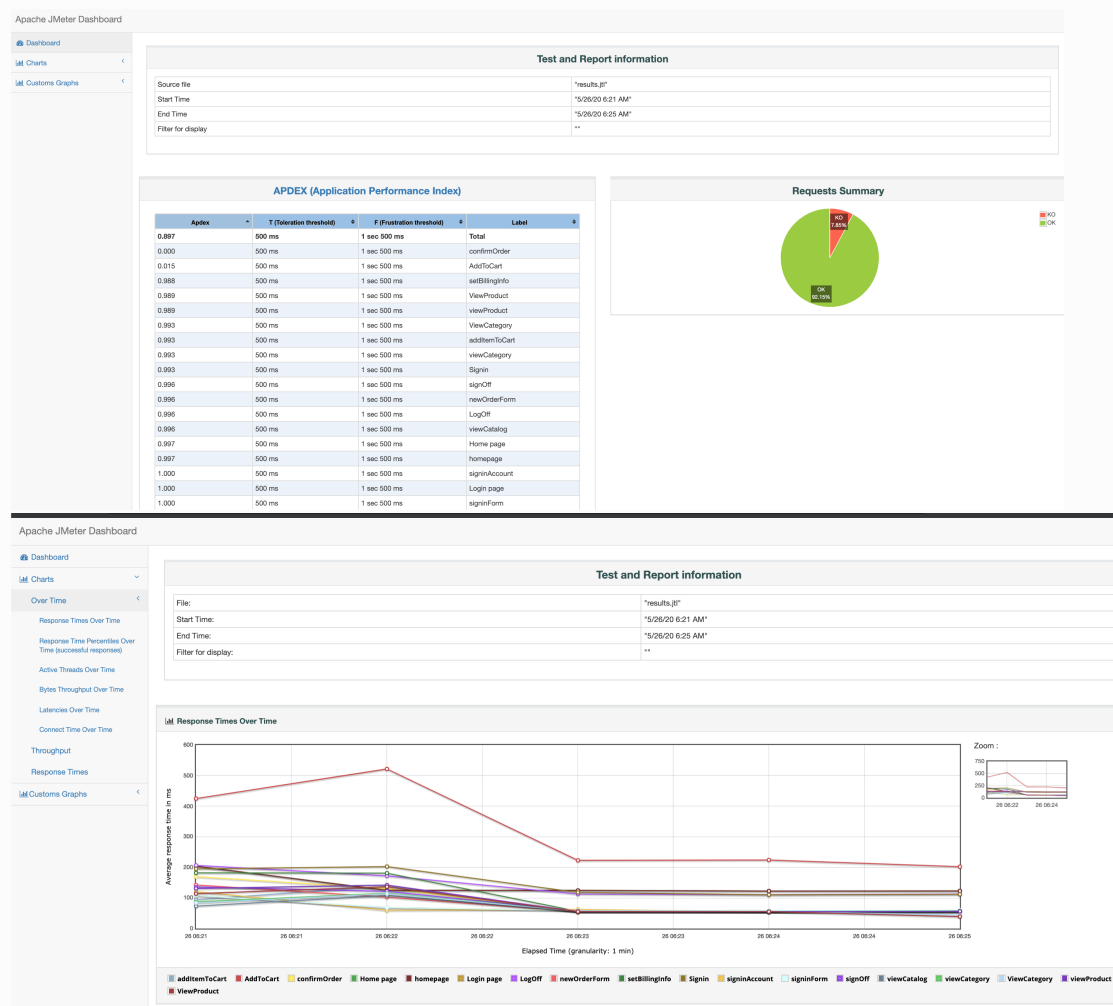 Apache JMeter Dashboard
Dashboard
Charts
Customs Graphs
Test and Report information
Source file "results.jtl"
Start Time "5/26/20 6:21 AM"
End Time "5/26/20 6:25 AM"
Filter for display ""
APDEX (Application Performance Index)
Apdex T (Toleration threshold) F (Frustration threshold) Label
0.897 500 ms 1 sec 500 ms Total
0.000 500 ms 1 sec 500 ms confirmOrder
0.015 500 ms 1 sec 500 ms AddToCart
0.988 500 ms 1 sec 500 ms setBillingInfo
0.989 500 ms 1 sec 500 ms ViewProduct
0.989 500 ms 1 sec 500 ms viewProduct
0.993 500 ms 1 sec 500 ms ViewCategory
0.993 500 ms 1 sec 500 ms addItemToCart
0.993 500 ms 1 sec 500 ms viewCategory
0.993 500 ms 1 sec 500 ms Signin
0.996 500 ms 1 sec 500 ms signOff
0.996 500 ms 1 sec 500 ms newOrderForm
0.996 500 ms 1 sec 500 ms LogOff
0.996 500 ms 1 sec 500 ms viewCatalog
0.997 500 ms 1 sec 500 ms Home page
0.997 500 ms 1 sec 500 ms homepage
1.000 500 ms 1 sec 500 ms signinAccount
1.000 500 ms 1 sec 500 ms Login page
1.000 500 ms 1 sec 500 ms signinForm
Requests Summary
KO
7.85%
OK
92.15%
KO
OK
Apache JMeter Dashboard
Dashboard
Charts
Over Time
Response Times Over Time
Response Time Percentiles Over
Time (successful responses)
Active Threads Over Time
Bytes Throughput Over Time
Latencies Over Time
Connect Time Over Time
Throughput
Response Times
Customs Graphs
Test and Report information
File: "results.jtl"
Start Time: "5/26/20 6:21 AM"
End Time: "5/26/20 6:25 AM"
Filter for display: ""
Response Times Over Time
Average response time in ms
600
500
400
300
200
100
0
26 06:21 26 06:21 26 06:22 26 06:22 26 06:23 26 06:23 26 06:24 26 06:24 26 06:25
Elapsed Time (granularity: 1 min)
Zoom :
750
500
250
0
26 06:22 26 06:24
addItemToCart AddToCart confirmOrder Home page homepage Login page LogOff newOrderForm setBillingInfo Signin signinAccount signinForm signOff viewCatalog viewCategory ViewCategory viewProduct
ViewProduct